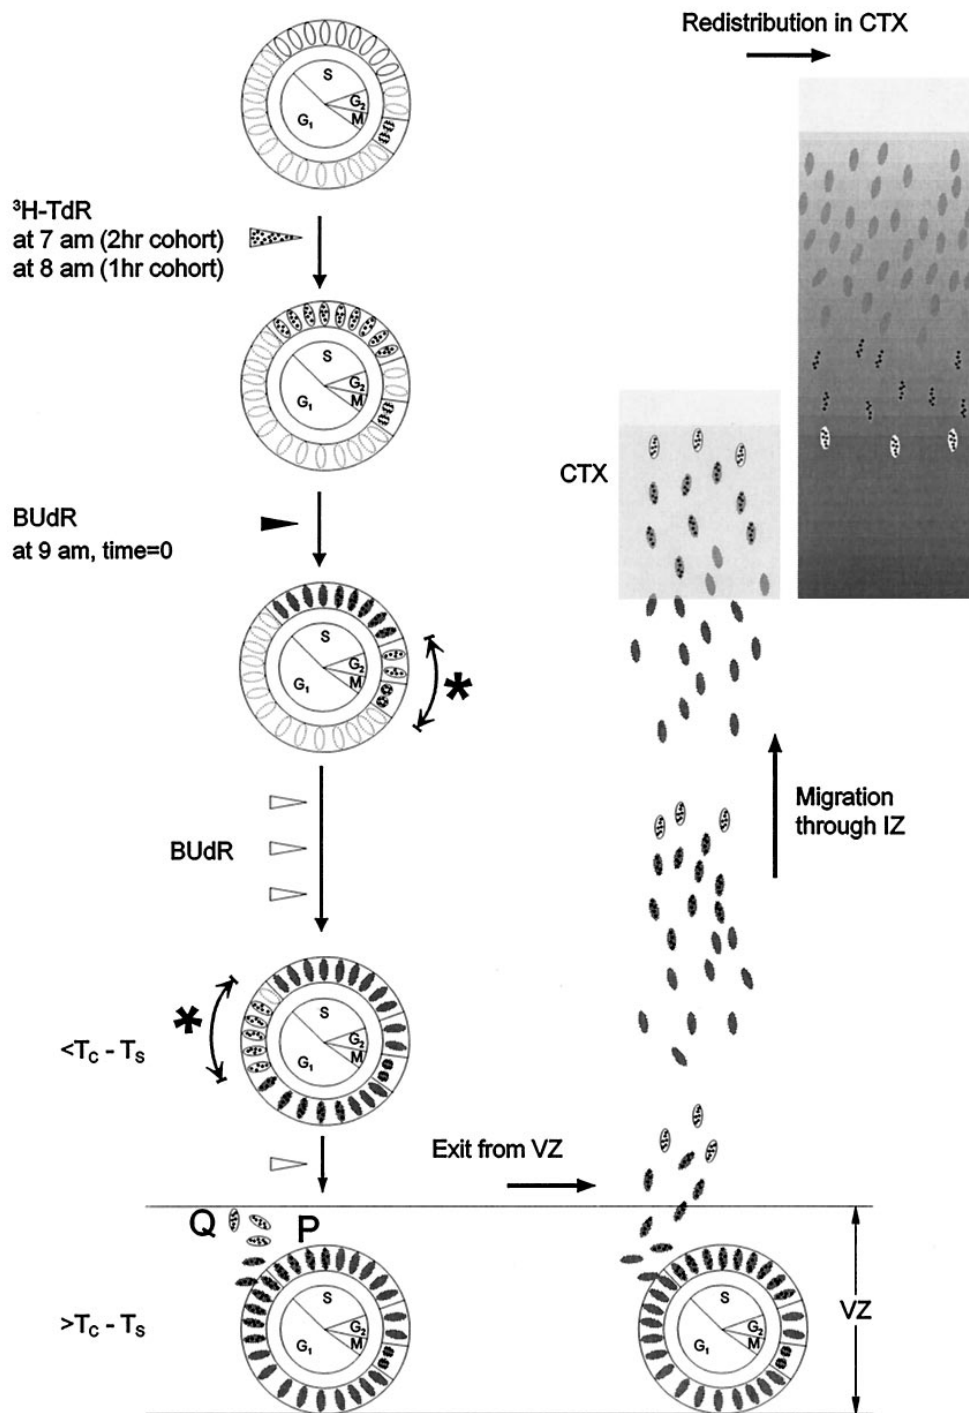 Redistribution in CTX
S
G₂
M
G₁
³H-TdR
at 7 am (2hr cohort)
at 8 am (1hr cohort)
S
G₂
M
G₁
CTX
BUdR
at 9 am, time=0
S
G₂
M
G₁
*
BUdR
Migration
through IZ
*
S
G₂
M
G₁
<Tc - Ts
Exit from VZ
Q
P
S
G₂
M
G₁
>Tc - Ts
S
G₂
M
G₁
VZ